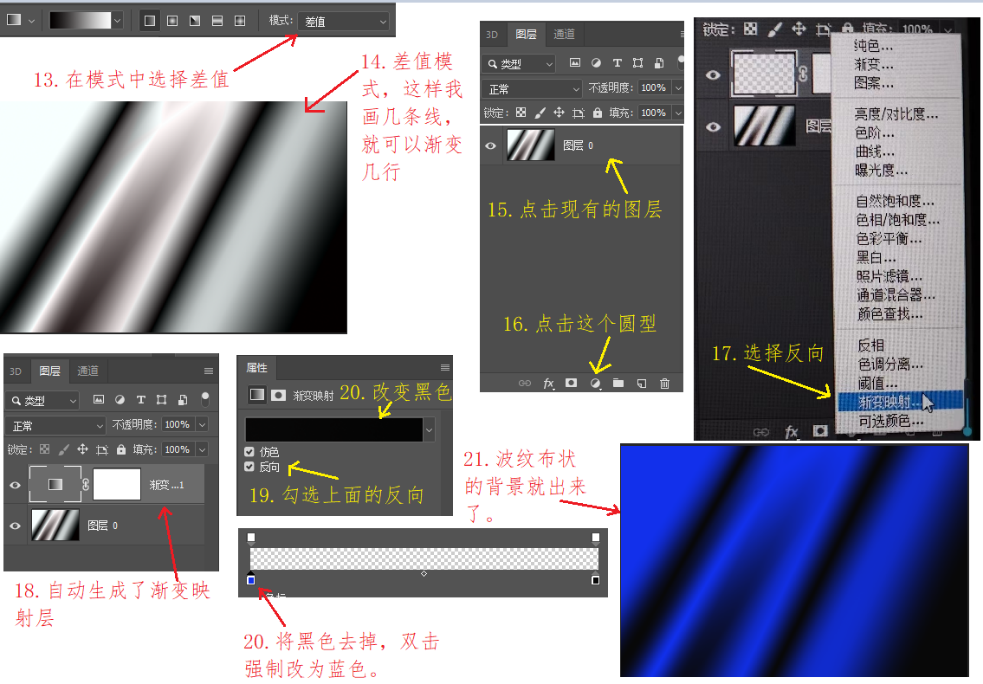 模式: 差值
13.在模式中选择差值
14.差值模
式，这样我
画几条线，
就可以渐变
几行
3D 图层 通道
类型
正常 不透明度: 100%
锁定: 填充: 100%
图层 0
15.点击现有的图层
16.点击这个圆型
fx
锁定: 填充: 100%
图层
纯色...
渐变...
图案...
亮度/对比度...
色阶...
曲线...
曝光度...
自然饱和度...
色相/饱和度...
色彩平衡...
黑白...
照片滤镜...
通道混合器...
颜色查找...
反相
色调分离...
阈值...
渐变映射...
可选颜色...
17.选择反向
fx
3D 图层 通道
类型
正常 不透明度: 100%
锁定: 填充: 100%
渐变...1
图层 0
18.自动生成了渐变映
射层
属性
渐变映射
20.改变黑色
仿色
反向
19.勾选上面的反向
20.将黑色去掉，双击
强制改为蓝色。
21.波纹布状
的背景就出来
了。